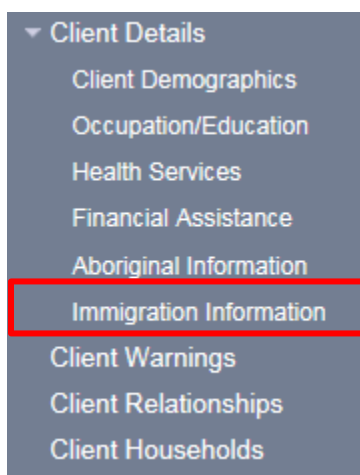 Client Details
Client Demographics
Occupation/Education
Health Services
Financial Assistance
Aboriginal Information
Immigration Information
Client Warnings
Client Relationships
Client Households